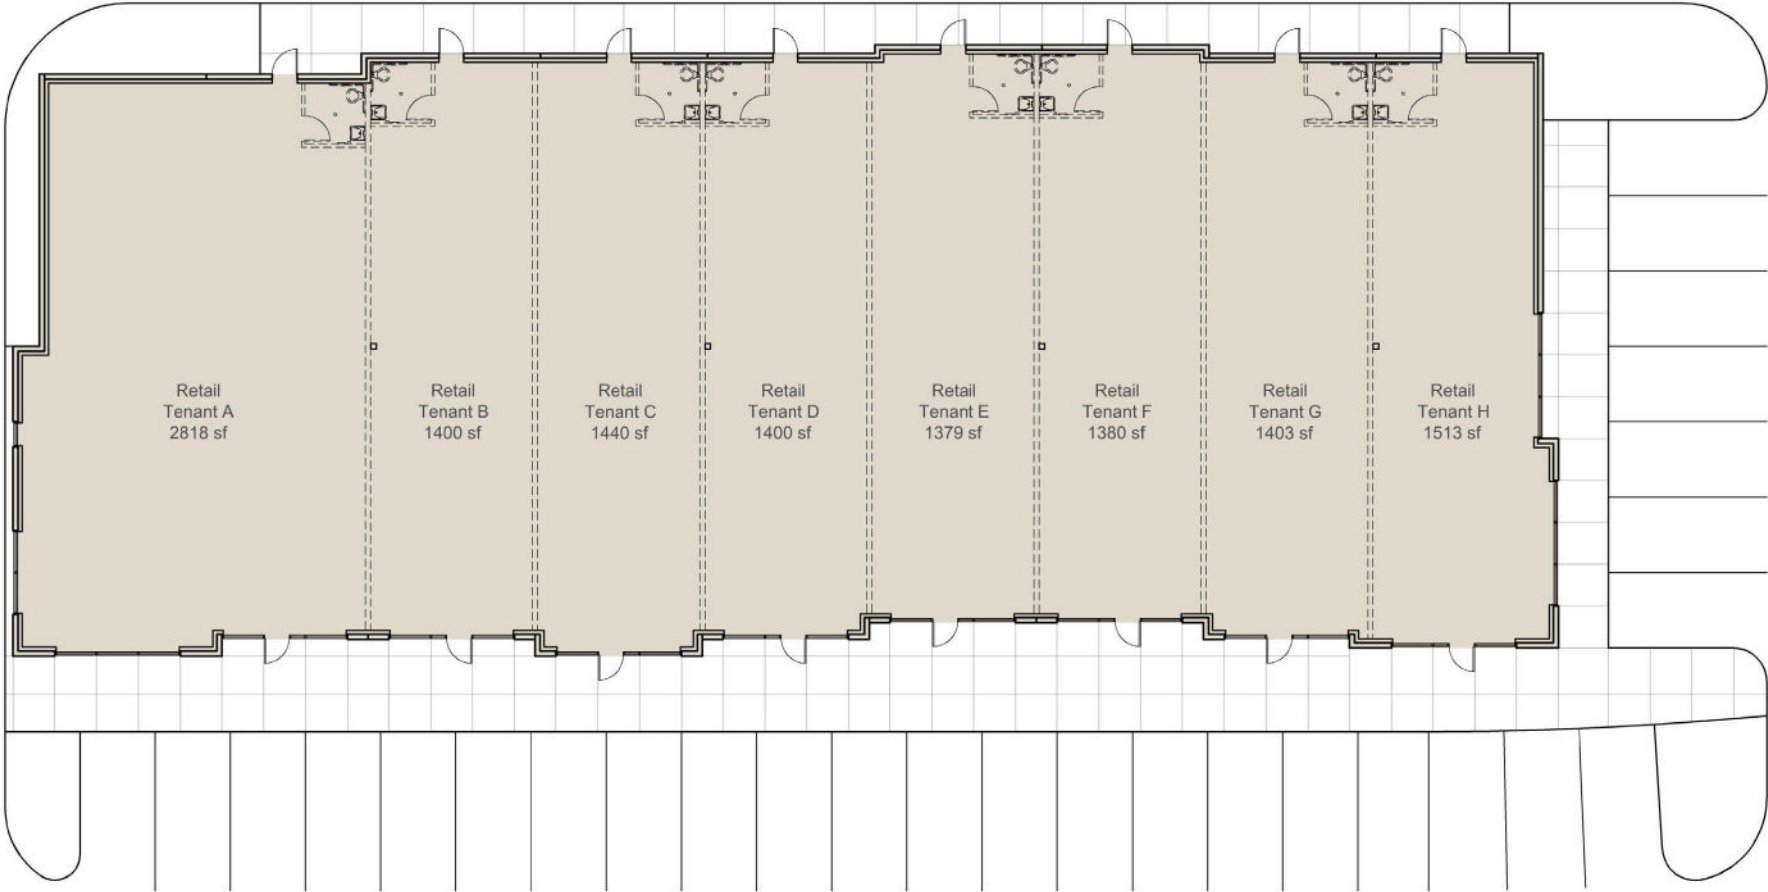 Retail
Tenant A
2818 sf
Retail
Tenant B
1400 sf
Retail
Tenant C
1440 sf
Retail
Tenant D
1400 sf
Retail
Tenant E
1379 sf
Retail
Tenant F
1380 sf
Retail
Tenant G
1403 sf
Retail
Tenant H
1513 sf